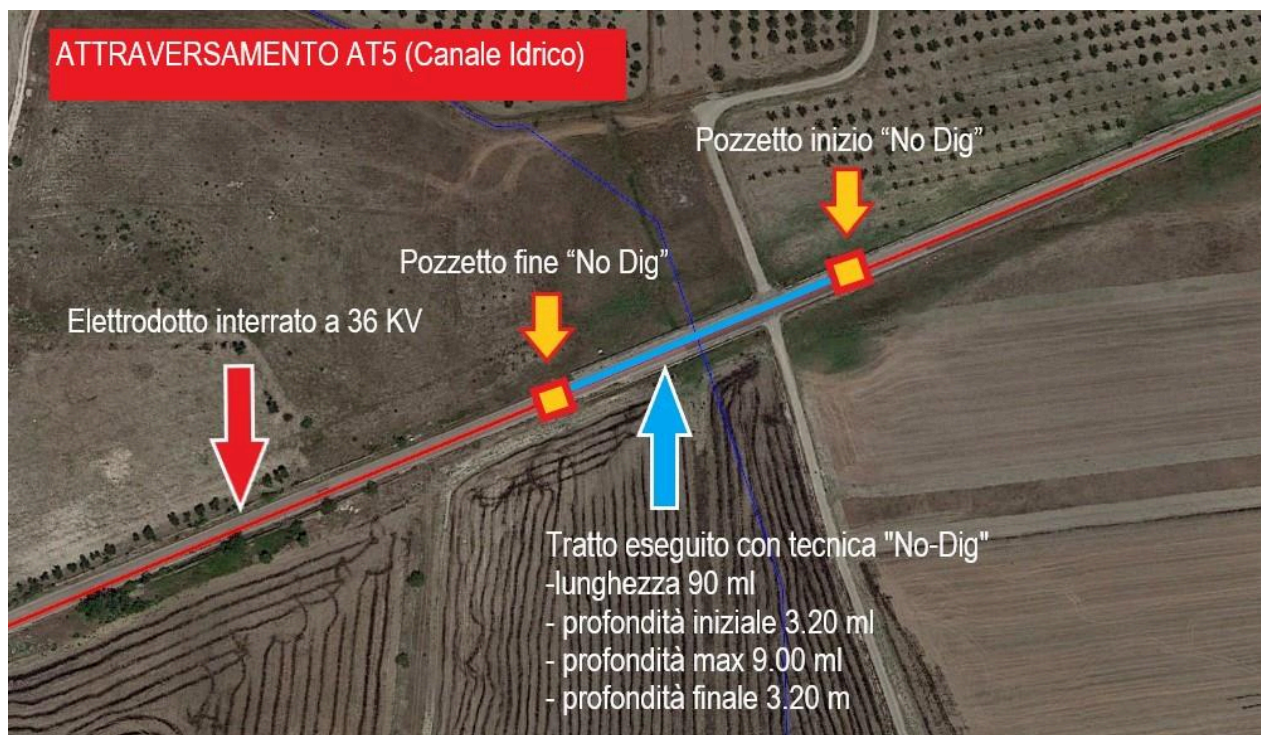 ATTRAVERSAMENTO AT5 (Canale Idrico)
Pozzetto inizio “No Dig”
Pozzetto fine “No Dig”
Elettrodotto interrato a 36 KV
Tratto eseguito con tecnica "No-Dig"
-lunghezza 90 ml
- profondità iniziale 3.20 ml
- profondità max 9.00 ml
- profondità finale 3.20 m